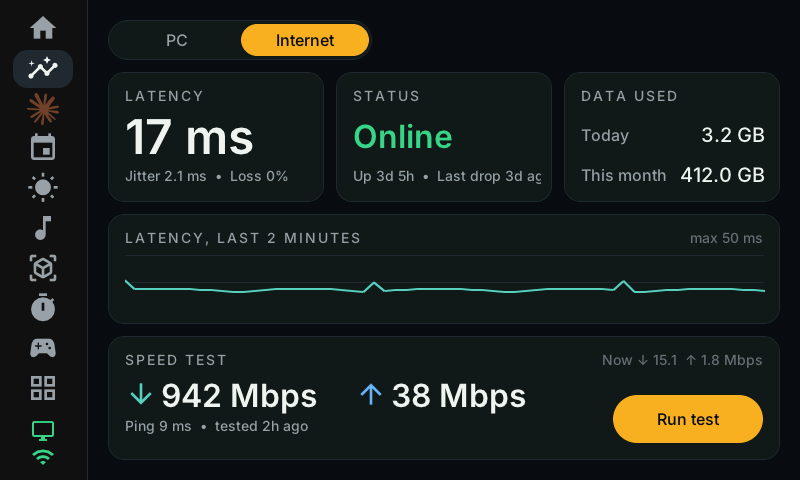 PC
Internet
LATENCY
17 ms
Jitter 2.1 ms • Loss 0%
STATUS
Online
Up 3d 5h • Last drop 3d ag
DATA USED
Today 3.2 GB
This month 412.0 GB
LATENCY, LAST 2 MINUTES
max 50 ms
SPEED TEST
Now ↓ 15.1 ↑ 1.8 Mbps
↓ 942 Mbps
↑ 38 Mbps
Ping 9 ms • tested 2h ago
Run test